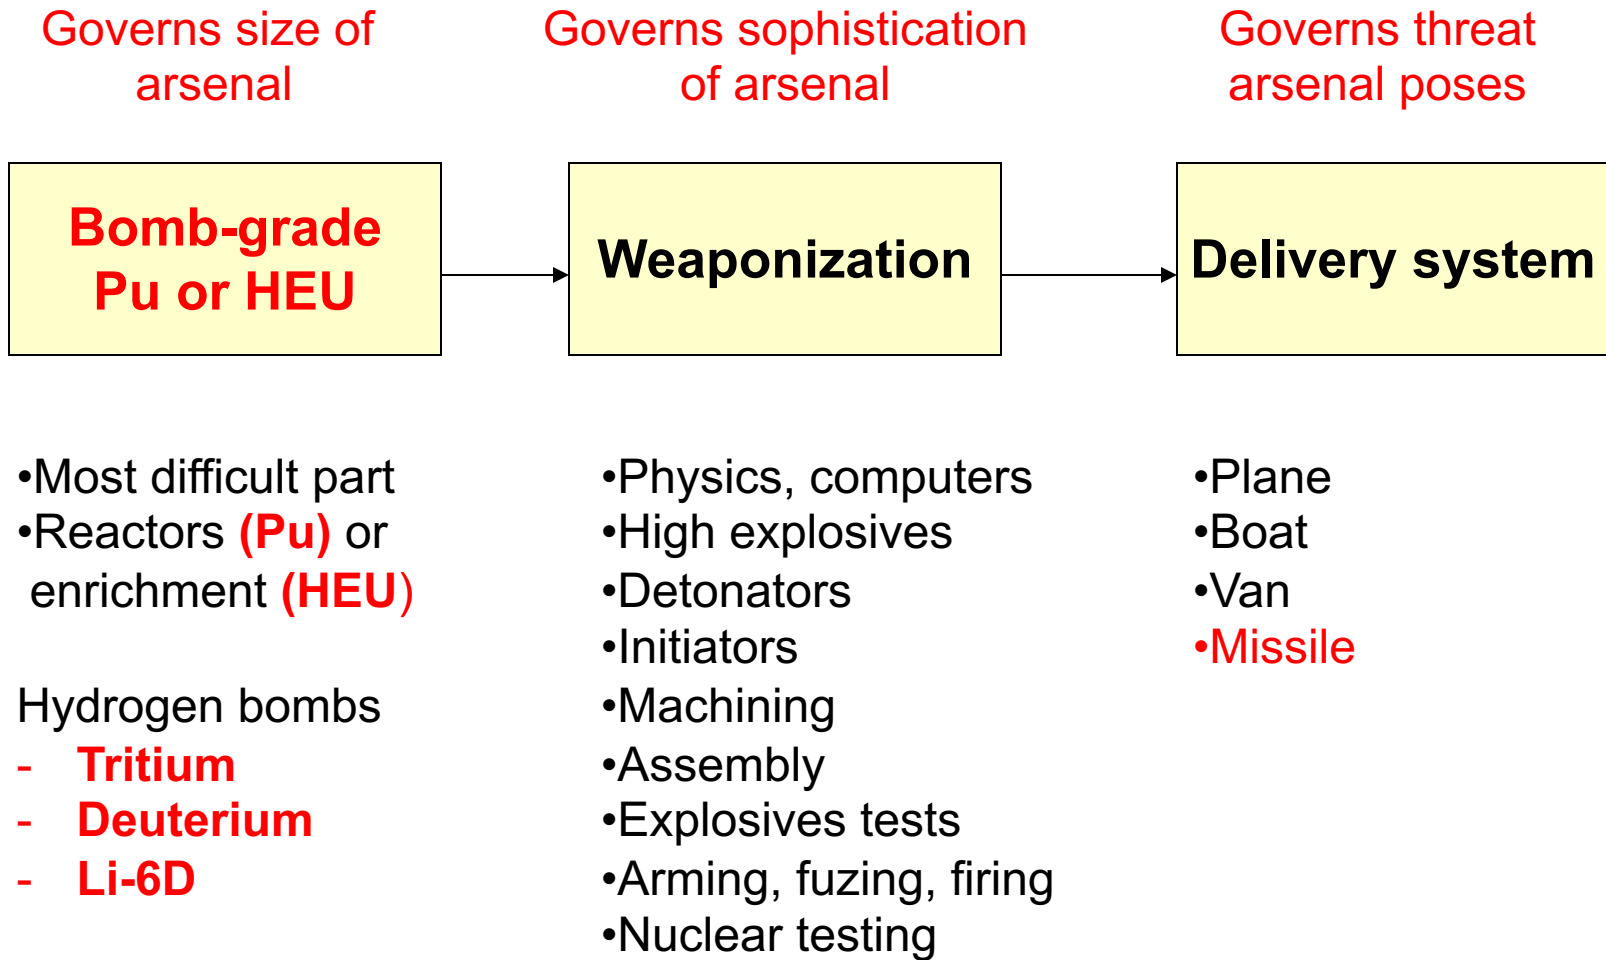 Governs size of
arsenal
Governs sophistication
of arsenal
Governs threat
arsenal poses
Bomb-grade
Pu or HEU
Weaponization
Delivery system
•Most difficult part
•Reactors (Pu) or
enrichment (HEU)
Hydrogen bombs
- Tritium
- Deuterium
- Li-6D
•Physics, computers
•High explosives
•Detonators
•Initiators
•Machining
•Assembly
•Explosives tests
•Arming, fuzing, firing
•Nuclear testing
•Plane
•Boat
•Van
•Missile